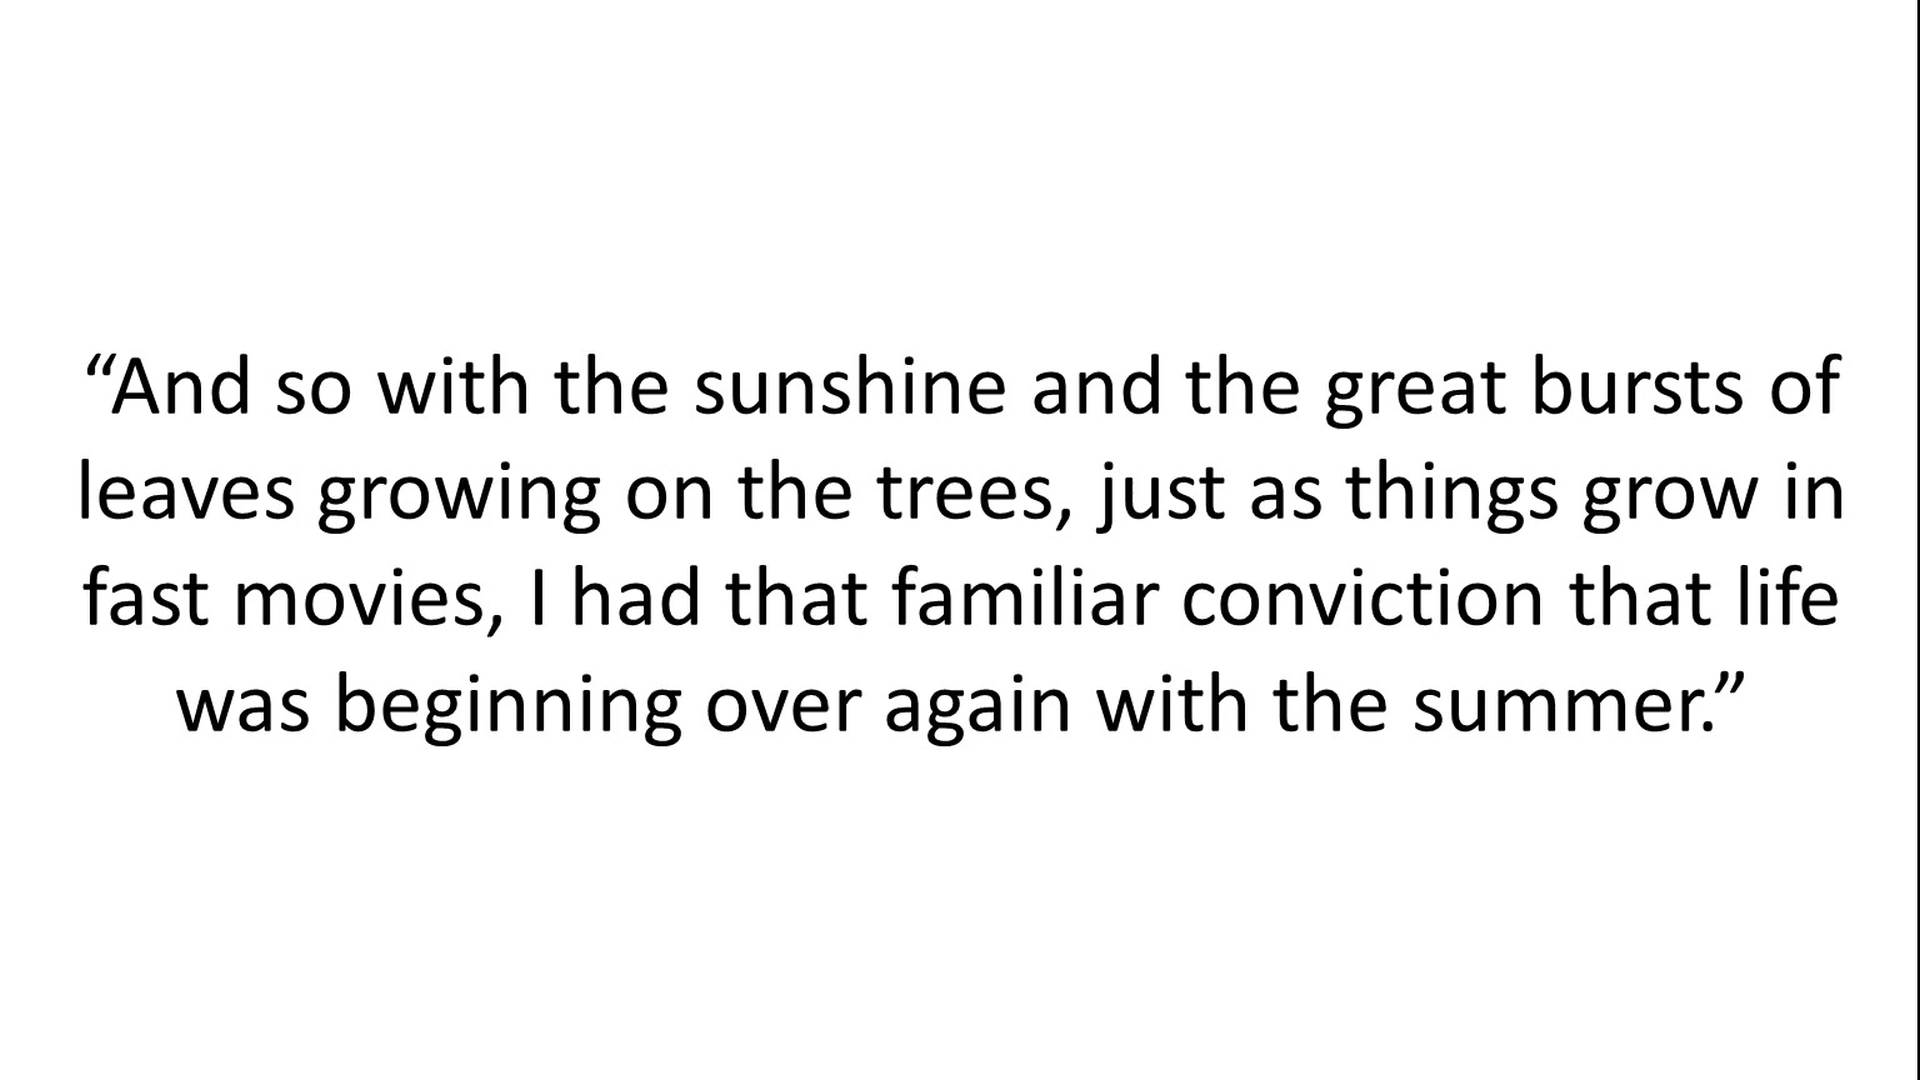 “And so with the sunshine and the great bursts of
leaves growing on the trees, just as things grow in
fast movies, I had that familiar conviction that life
was beginning over again with the summer.”